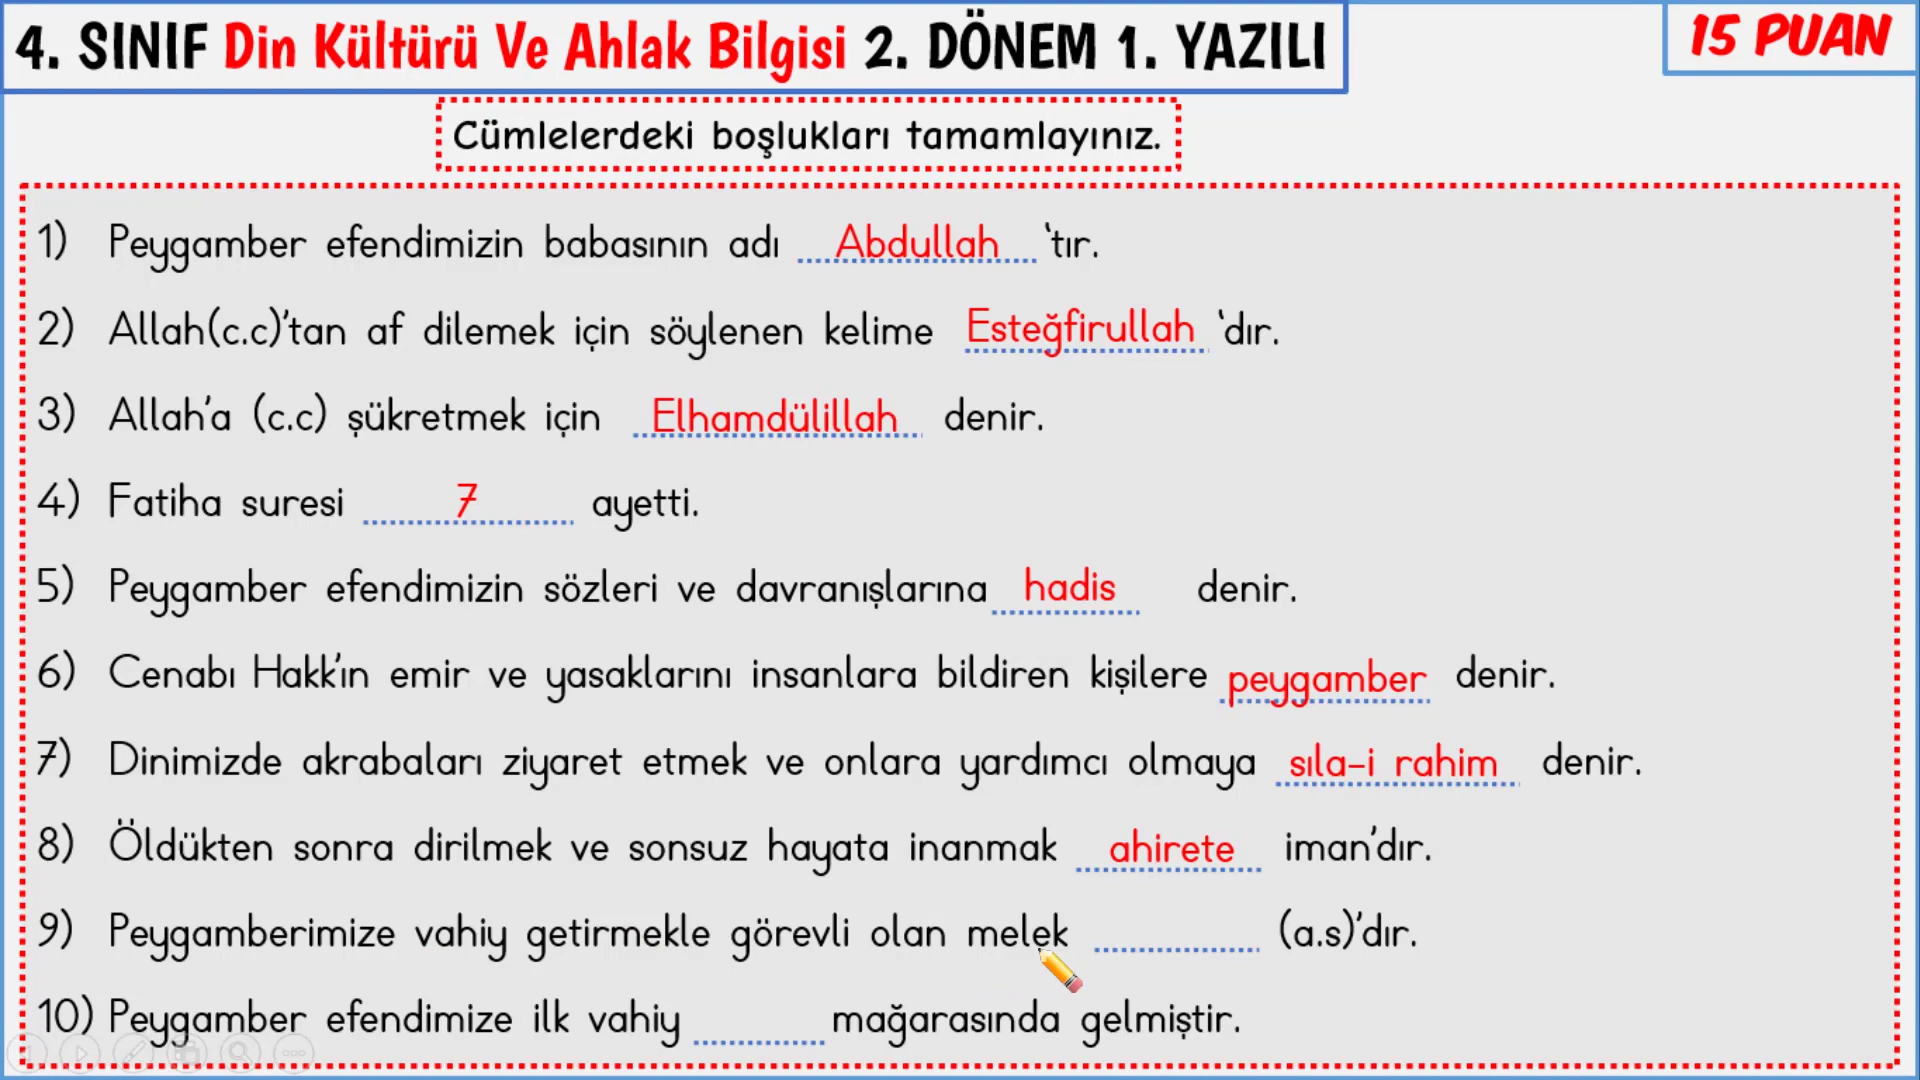 4. SINIF Din Kültürü Ve Ahlak Bilgisi 2. DÖNEM 1. YAZILI
15 PUAN
Cümlelerdeki boşlukları tamamlayınız.
1) Peygamber efendimizin babasının adı Abdullah 'tır.
2) Allah(c.c)'tan af dilemek için söylenen kelime Esteğfirullah 'dır.
3) Allah'a (c.c) şükretmek için Elhamdülillah denir.
4) Fatiha suresi 7 ayetti.
5) Peygamber efendimizin sözleri ve davranışlarına hadis denir.
6) Cenabı Hakk'ın emir ve yasaklarını insanlara bildiren kişilere peygamber denir.
7) Dinimizde akrabaları ziyaret etmek ve onlara yardımcı olmaya sıla-i rahim denir.
8) Öldükten sonra dirilmek ve sonsuz hayata inanmak ahirete iman'dır.
9) Peygamberimize vahiy getirmekle görevli olan melek ............ (a.s)'dır.
10) Peygamber efendimize ilk vahiy ............ mağarasında gelmiştir.